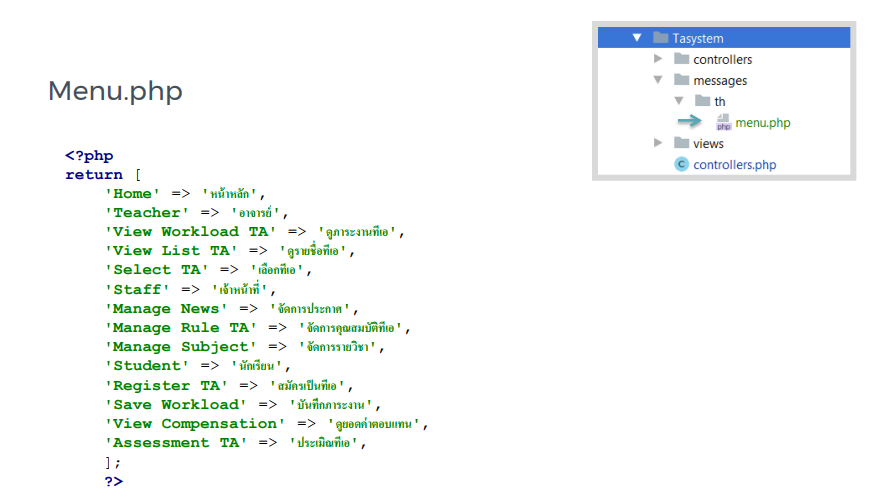 Menu.php
<?php
return [
'Home' => 'หน้าหลัก',
'Teacher' => 'อาจารย์',
'View Workload TA' => 'ดูภาระงานทีเอ',
'View List TA' => 'ดูรายชื่อทีเอ',
'Select TA' => 'เลือกทีเอ',
'Staff' => 'เจ้าหน้าที่',
'Manage News' => 'จัดการประกาศ',
'Manage Rule TA' => 'จัดการคุณสมบัติทีเอ',
'Manage Subject' => 'จัดการรายวิชา',
'Student' => 'นักเรียน',
'Register TA' => 'สมัครเป็นทีเอ',
'Save Workload' => 'บันทึกภาระงาน',
'View Compensation' => 'ดูยอดค่าตอบแทน',
'Assessment TA' => 'ประเมิณทีเอ',
];
?>
Tasystem
controllers
messages
th
php menu.php
views
C controllers.php